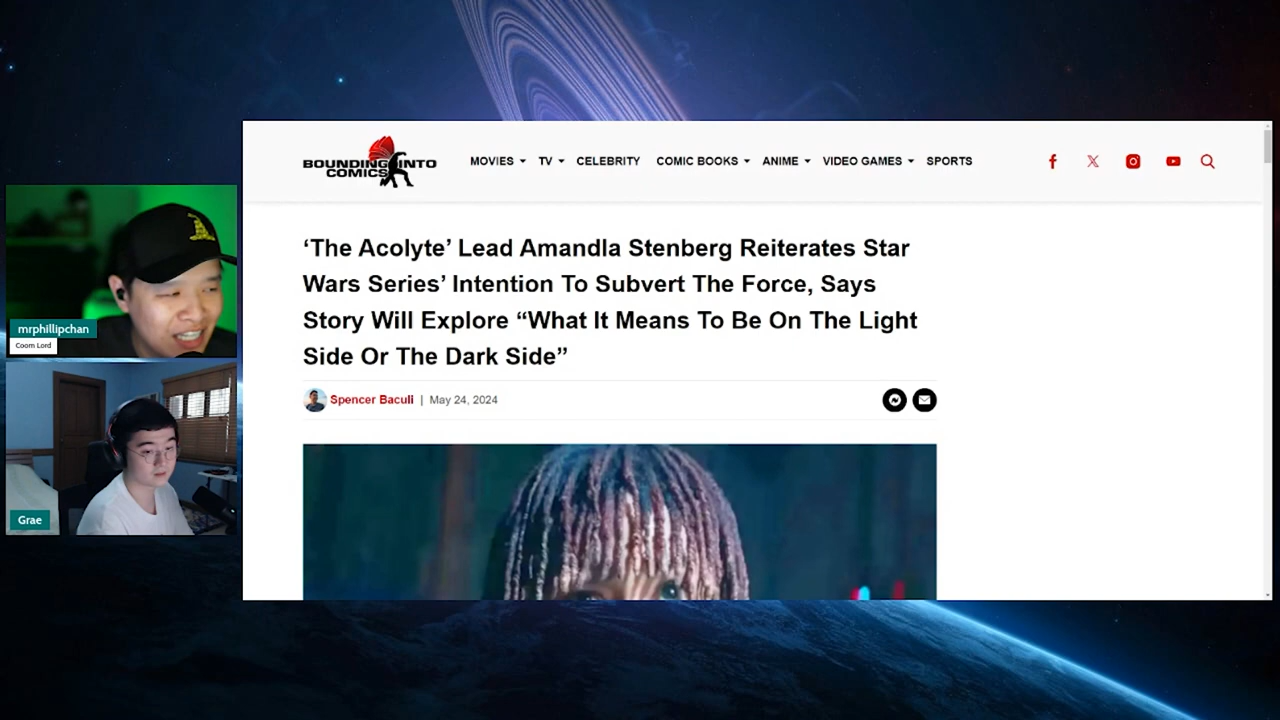 BOUNDING INTO
COMICS
MOVIES TV CELEBRITY COMIC BOOKS ANIME VIDEO GAMES SPORTS
‘The Acolyte’ Lead Amandla Stenberg Reiterates Star
Wars Series’ Intention To Subvert The Force, Says
Story Will Explore “What It Means To Be On The Light
Side Or The Dark Side”
Spencer Baculi | May 24, 2024
mrphillipchan
Coom Lord
Grae